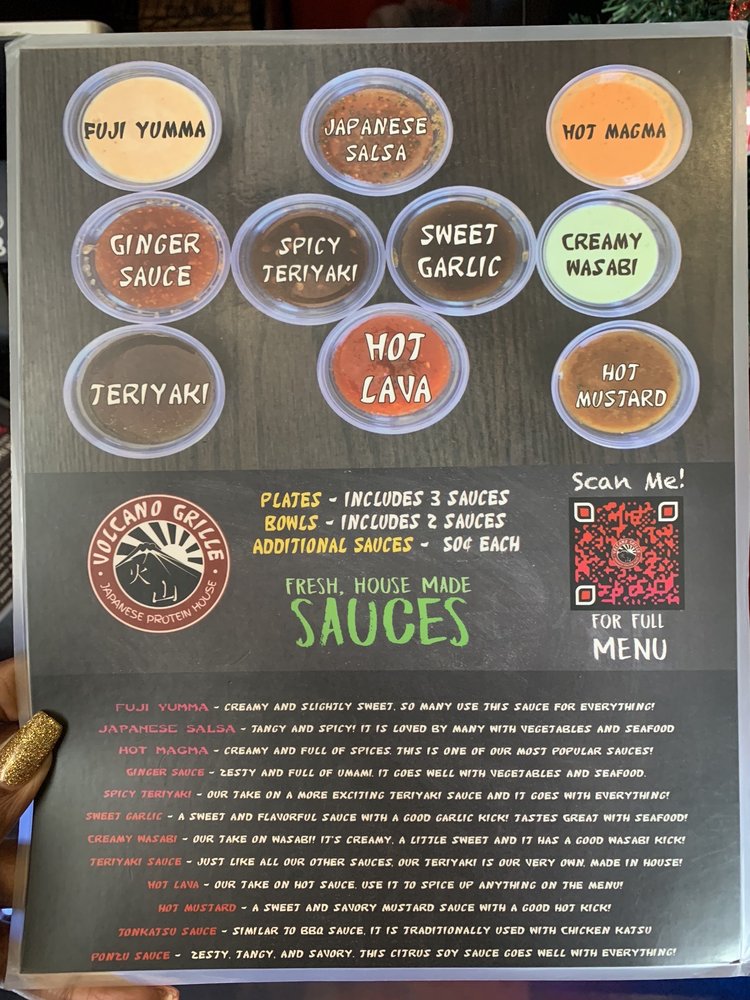 FUJI YUMMA
JAPANESE
SALSA
HOT MAGMA
GINGER
SAUCE
SPICY
TERIYAKI
SWEET
GARLIC
CREAMY
WASABI
TERIYAKI
HOT
LAVA
HOT
MUSTARD
VOLCANO GRILLE
火山
JAPANESE PROTEIN HOUSE
PLATES - INCLUDES 3 SAUCES
BOWLS - INCLUDES 2 SAUCES
ADDITIONAL SAUCES - 50¢ EACH
FRESH, HOUSE MADE
SAUCES
Scan Me!
FOR FULL
MENU
FUJI YUMMA - CREAMY AND SLIGHTLY SWEET, SO MANY USE THIS SAUCE FOR EVERYTHING!
JAPANESE SALSA - TANGY AND SPICY! IT IS LOVED BY MANY WITH VEGETABLES AND SEAFOOD
HOT MAGMA - CREAMY AND FULL OF SPICES, THIS IS ONE OF OUR MOST POPULAR SAUCES!
GINGER SAUCE - ZESTY AND FULL OF UMAMI, IT GOES WELL WITH VEGETABLES AND SEAFOOD.
SPICY TERIYAKI - OUR TAKE ON A MORE EXCITING TERIYAKI SAUCE AND IT GOES WITH EVERYTHING!
SWEET GARLIC - A SWEET AND FLAVORFUL SAUCE WITH A GOOD GARLIC KICK! TASTES GREAT WITH SEAFOOD!
CREAMY WASABI - OUR TAKE ON WASABI! IT'S CREAMY, A LITTLE SWEET AND IT HAS A GOOD WASABI KICK!
TERIYAKI SAUCE - JUST LIKE ALL OUR OTHER SAUCES, OUR TERIYAKI IS OUR VERY OWN, MADE IN HOUSE!
HOT LAVA - OUR TAKE ON HOT SAUCE, USE IT TO SPICE UP ANYTHING ON THE MENU!
HOT MUSTARD - A SWEET AND SAVORY MUSTARD SAUCE WITH A GOOD HOT KICK!
TONKATSU SAUCE - SIMILAR TO BBQ SAUCE, IT IS TRADITIONALLY USED WITH CHICKEN KATSU
PONZU SAUCE - ZESTY, TANGY, AND SAVORY, THIS CITRUS SOY SAUCE GOES WELL WITH EVERYTHING!